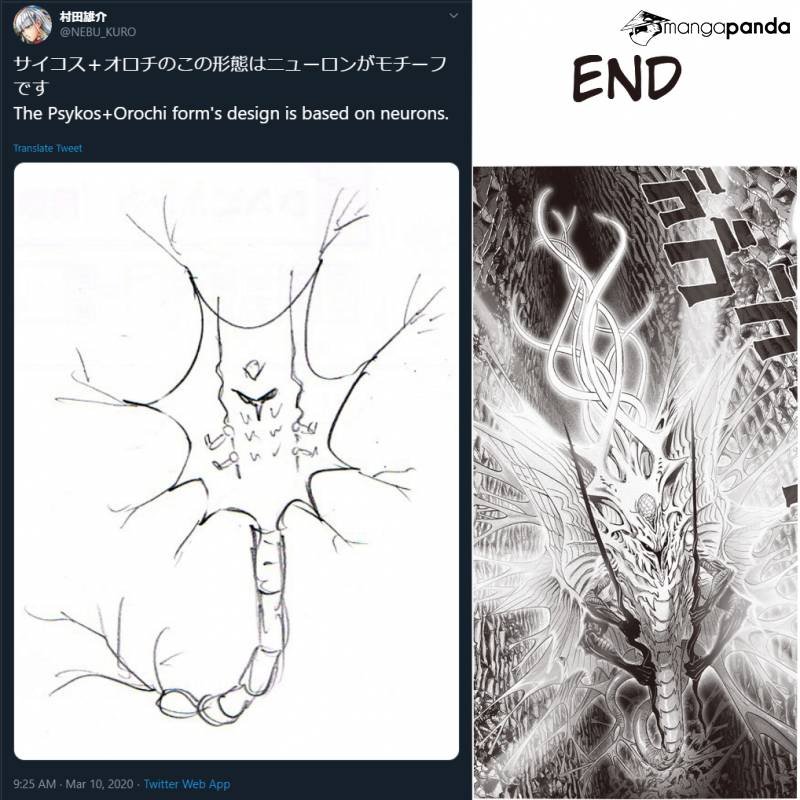 村田雄介
@NEBU_KURO
サイコス＋オロチのこの形態はニューロンがモチーフ
です
The Psykos+Orochi form's design is based on neurons.
Translate Tweet
9:25 AM · Mar 10, 2020 · Twitter Web App
mangapanda
END